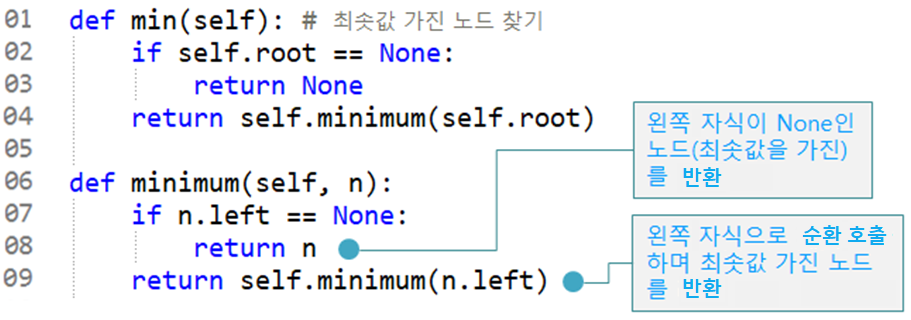 01 def min(self): # 최솟값 가진 노드 찾기
02 if self.root == None:
03 return None
04 return self.minimum(self.root)
05
06 def minimum(self, n):
07 if n.left == None:
08 return n
09 return self.minimum(n.left)
왼쪽 자식이 None인
노드(최솟값을 가진)
를 반환
왼쪽 자식으로 순환 호출
하며 최솟값 가진 노드
를 반환